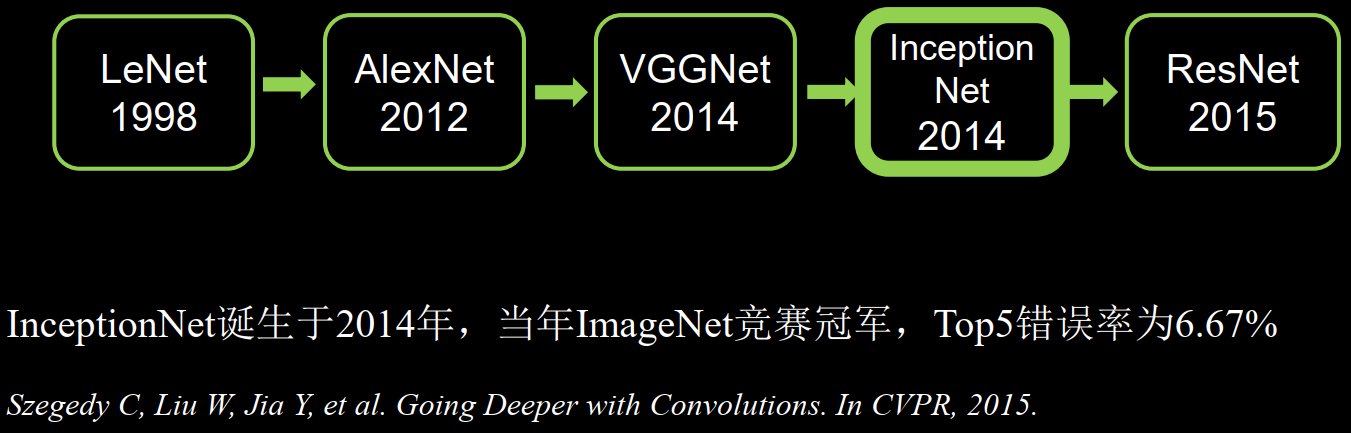 LeNet
1998
AlexNet
2012
VGGNet
2014
Inception
Net
2014
ResNet
2015
InceptionNet诞生于2014年，当年ImageNet竞赛冠军，Top5错误率为6.67%
Szegedy C, Liu W, Jia Y, et al. Going Deeper with Convolutions. In CVPR, 2015.